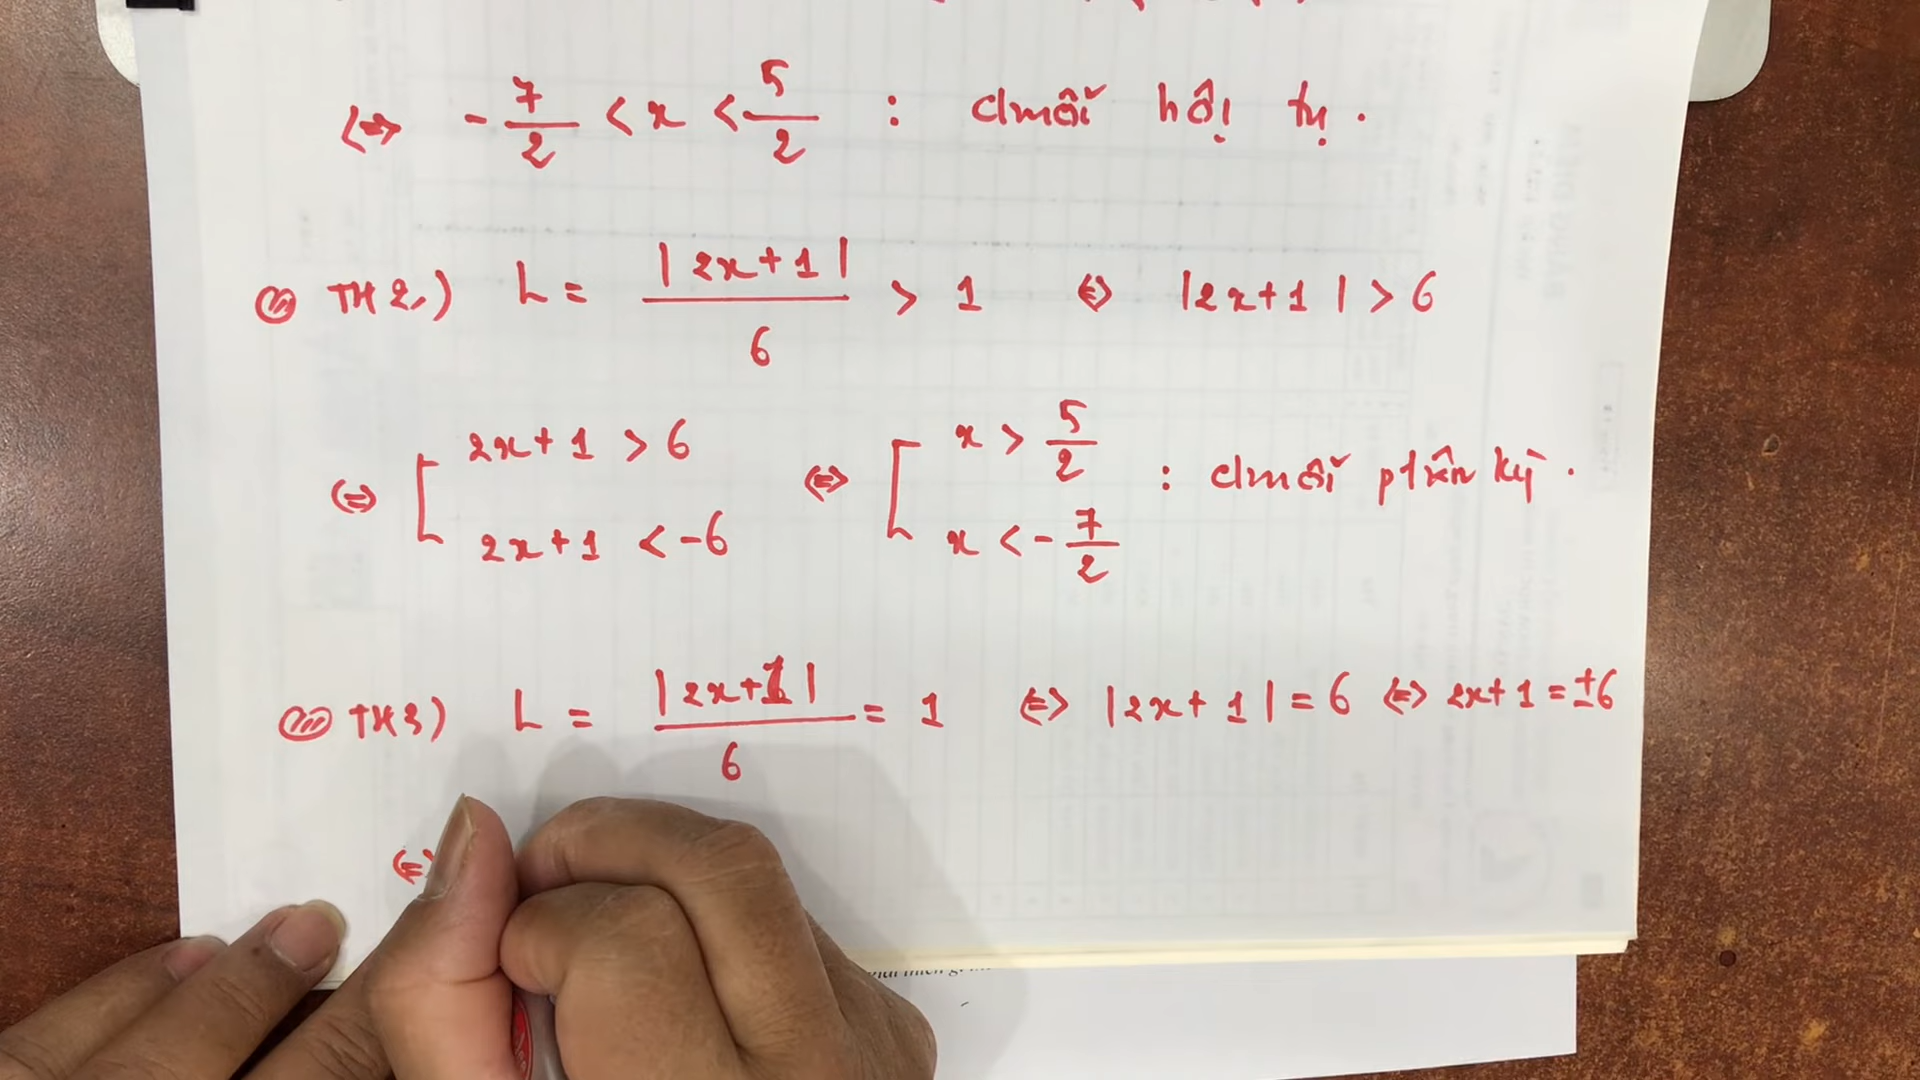 ⇔ -7/2 < x < 5/2 : chuỗi hội tụ.
TH2,) L = |2x+1|/6 > 1 ⇔ |2x+1| > 6
⇔ [ 2x+1 > 6 ⇔ [ x > 5/2 : chuỗi phân kỳ.
2x+1 < -6 x < -7/2
TH3) L = |2x+1|/6 = 1 ⇔ |2x+1| = 6 ⇔ 2x+1 = ±6
⇔